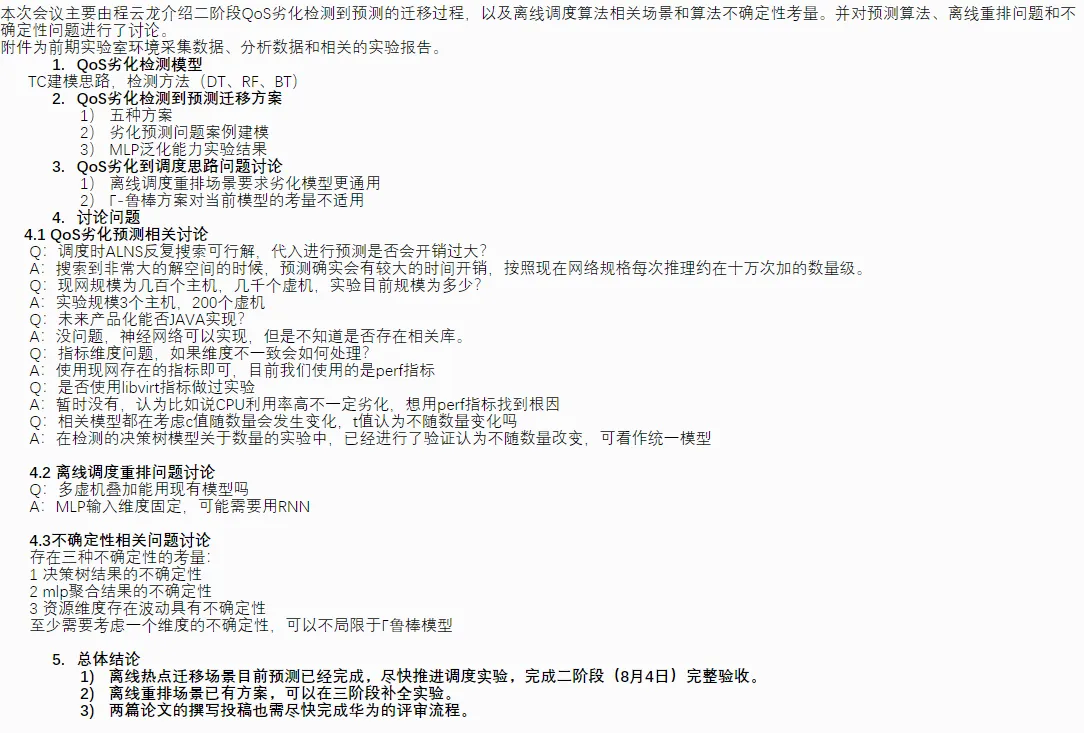 本次会议主要由程云龙介绍二阶段QoS劣化检测到预测的迁移过程，以及离线调度算法相关场景和算法不确定性考量。并对预测算法、离线重排问题和不
确定性问题进行了讨论。
附件为前期实验室环境采集数据、分析数据和相关的实验报告。
1. QoS劣化检测模型
TC建模思路，检测方法（DT、RF、BT）
2. QoS劣化检测到预测迁移方案
1） 五种方案
2） 劣化预测问题案例建模
3） MLP泛化能力实验结果
3. QoS劣化到调度思路问题讨论
1） 离线调度重排场景要求劣化模型更通用
2） Γ-鲁棒方案对当前模型的考量不适用
4. 讨论问题
4.1 QoS劣化预测相关讨论
Q：调度时ALNS反复搜索可行解，代入进行预测是否会开销过大？
A：搜索到非常大的解空间的时候，预测确实会有较大的时间开销，按照现在网络规格每次推理约在十万次加的数量级。
Q：现网规模为几百个主机，几千个虚机，实验目前规模为多少？
A：实验规模3个主机，200个虚机
Q：未来产品化能否JAVA实现？
A：没问题，神经网络可以实现，但是不知道是否存在相关库。
Q：指标维度问题，如果维度不一致会如何处理？
A：使用现网存在的指标即可，目前我们使用的是perf指标
Q：是否使用libvirt指标做过实验
A：暂时没有，认为比如说CPU利用率高不一定劣化，想用perf指标找到根因
Q：相关模型都在考虑c值随数量会发生变化，t值认为不随数量变化吗
A：在检测的决策树模型关于数量的实验中，已经进行了验证认为不随数量改变，可看作统一模型
4.2 离线调度重排问题讨论
Q：多虚机叠加能用现有模型吗
A：MLP输入维度固定，可能需要用RNN
4.3不确定性相关问题讨论
存在三种不确定性的考量：
1 决策树结果的不确定性
2 mlp聚合结果的不确定性
3 资源维度存在波动具有不确定性
至少需要考虑一个维度的不确定性，可以不局限于Γ鲁棒模型
5. 总体结论
1) 离线热点迁移场景目前预测已经完成，尽快推进调度实验，完成二阶段（8月4日）完整验收。
2) 离线重排场景已有方案，可以在三阶段补全实验。
3) 两篇论文的撰写投稿也需尽快完成华为的评审流程。